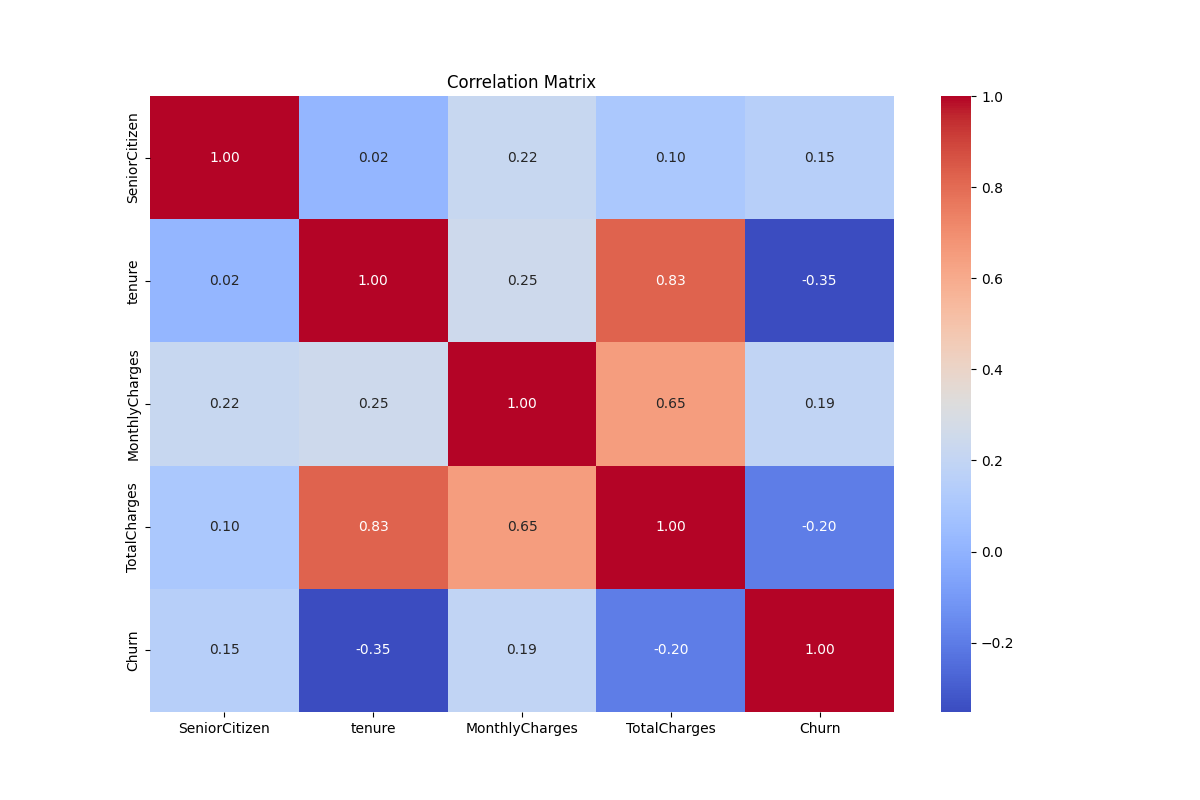 Correlation Matrix
SeniorCitizen 1.00 0.02 0.22 0.10 0.15
tenure 0.02 1.00 0.25 0.83 -0.35
MonthlyCharges 0.22 0.25 1.00 0.65 0.19
TotalCharges 0.10 0.83 0.65 1.00 -0.20
Churn 0.15 -0.35 0.19 -0.20 1.00
SeniorCitizen tenure MonthlyCharges TotalCharges Churn
1.0
0.8
0.6
0.4
0.2
0.0
−0.2